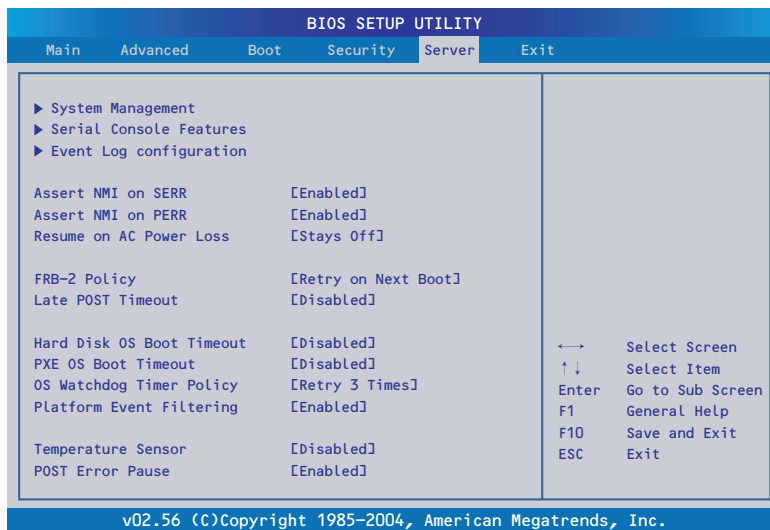 BIOS SETUP UTILITY
Main Advanced Boot Security Server Exit
▶ System Management
▶ Serial Console Features
▶ Event Log configuration
Assert NMI on SERR [Enabled]
Assert NMI on PERR [Enabled]
Resume on AC Power Loss [Stays Off]
FRB-2 Policy [Retry on Next Boot]
Late POST Timeout [Disabled]
Hard Disk OS Boot Timeout [Disabled]
PXE OS Boot Timeout [Disabled]
OS Watchdog Timer Policy [Retry 3 Times]
Platform Event Filtering [Enabled]
Temperature Sensor [Disabled]
POST Error Pause [Enabled]
←→ Select Screen
↑↓ Select Item
Enter Go to Sub Screen
F1 General Help
F10 Save and Exit
ESC Exit
v02.56 (C)Copyright 1985-2004, American Megatrends, Inc.